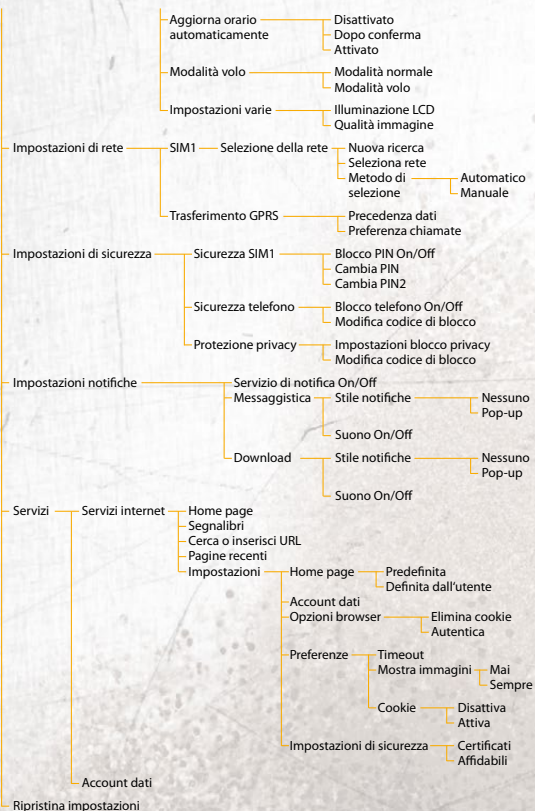 Aggiorna orario automaticamente
Disattivato
Dopo conferma
Attivato
Modalità volo
Modalità normale
Modalità volo
Impostazioni varie
Illuminazione LCD
Qualità immagine
Impostazioni di rete
SIM1
Selezione della rete
Nuova ricerca
Seleziona rete
Metodo di selezione
Automatico
Manuale
Trasferimento GPRS
Precedenza dati
Preferenza chiamate
Impostazioni di sicurezza
Sicurezza SIM1
Blocco PIN On/Off
Cambia PIN
Cambia PIN2
Sicurezza telefono
Blocco telefono On/Off
Modifica codice di blocco
Protezione privacy
Impostazioni blocco privacy
Modifica codice di blocco
Impostazioni notifiche
Servizio di notifica On/Off
Messaggistica
Stile notifiche
Nessuno
Pop-up
Suono On/Off
Download
Stile notifiche
Nessuno
Pop-up
Suono On/Off
Servizi
Servizi internet
Home page
Segnalibri
Cerca o inserisci URL
Pagine recenti
Impostazioni
Home page
Predefinita
Definita dall'utente
Account dati
Opzioni browser
Elimina cookie
Autentica
Preferenze
Timeout
Mostra immagini
Mai
Sempre
Cookie
Disattiva
Attiva
Impostazioni di sicurezza
Certificati
Affidabili
Account dati
Ripristina impostazioni